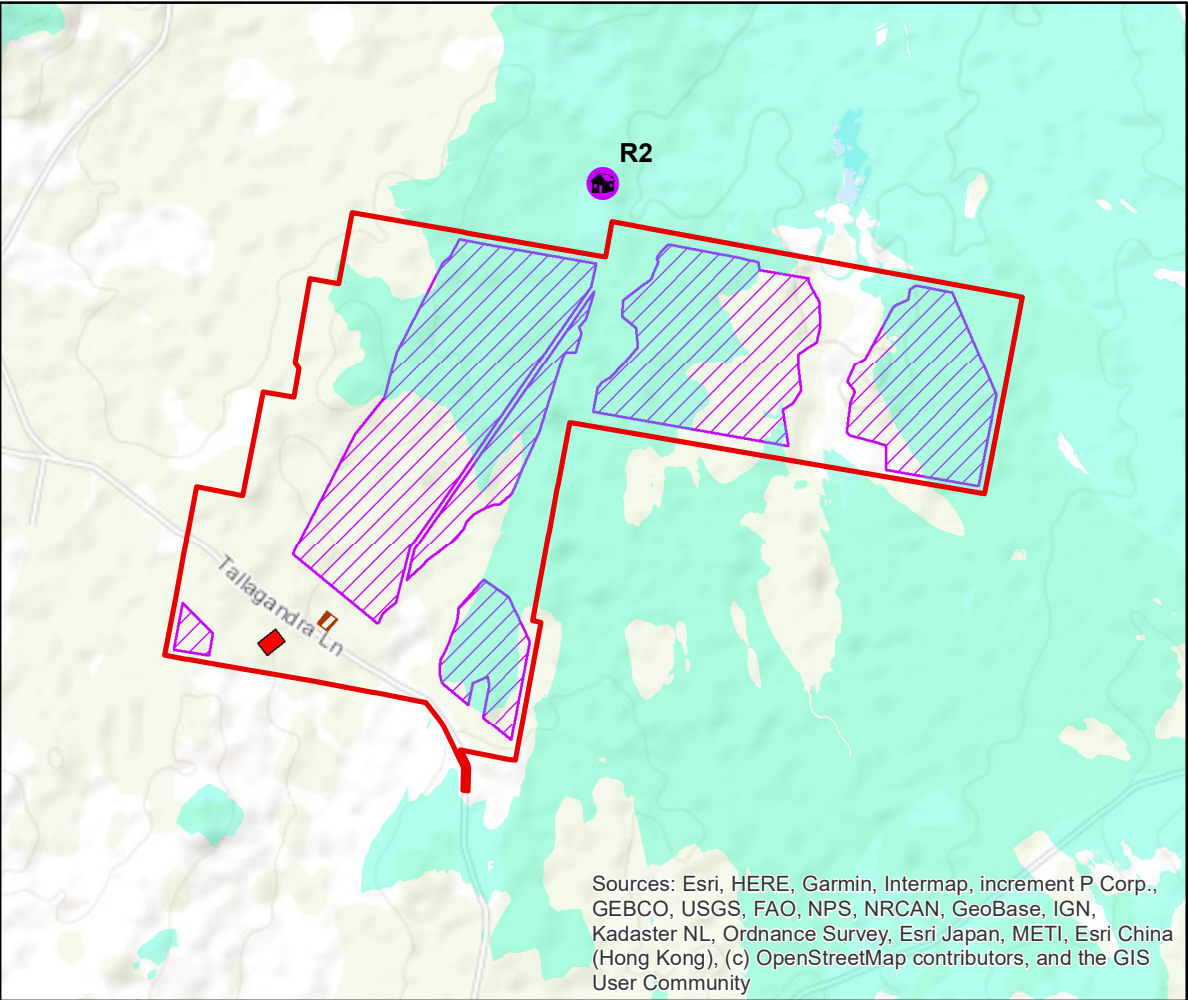 R2
Tallagandra Ln
Sources: Esri, HERE, Garmin, Intermap, increment P Corp.,
GEBCO, USGS, FAO, NPS, NRCAN, GeoBase, IGN,
Kadaster NL, Ordnance Survey, Esri Japan, METI, Esri China
(Hong Kong), (c) OpenStreetMap contributors, and the GIS
User Community